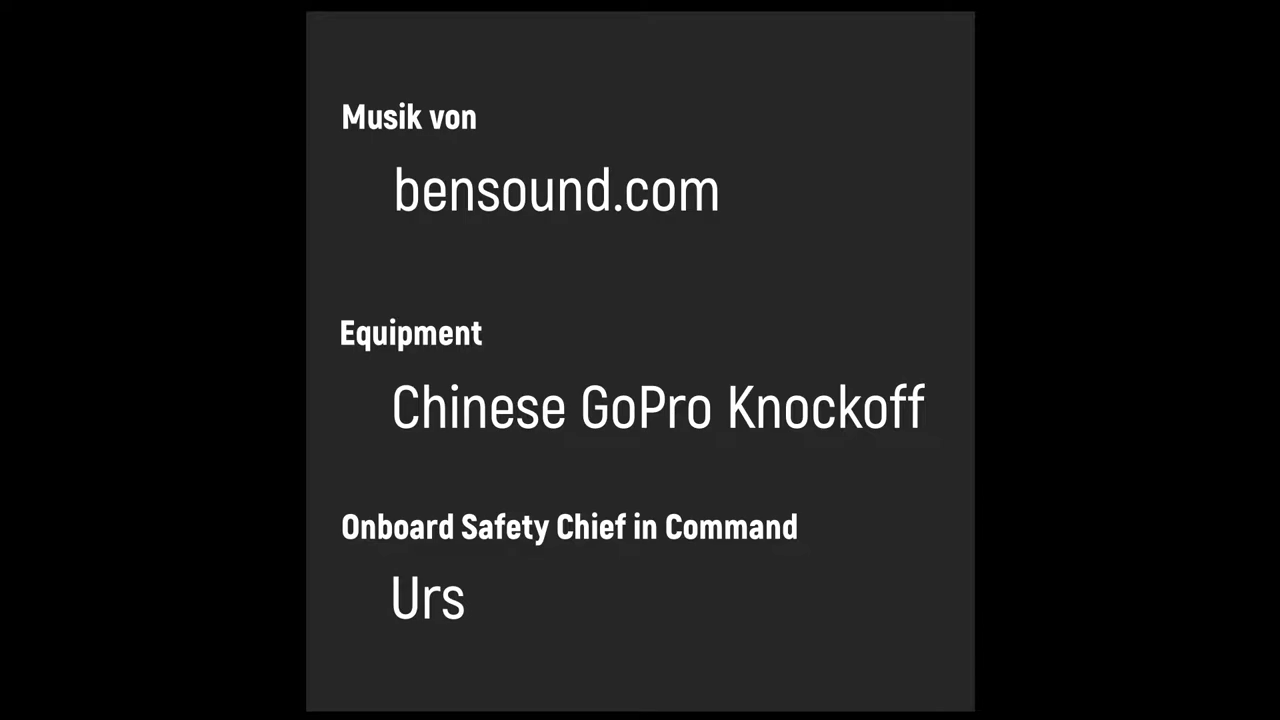 Musik von
bensound.com
Equipment
Chinese GoPro Knockoff
Onboard Safety Chief in Command
Urs